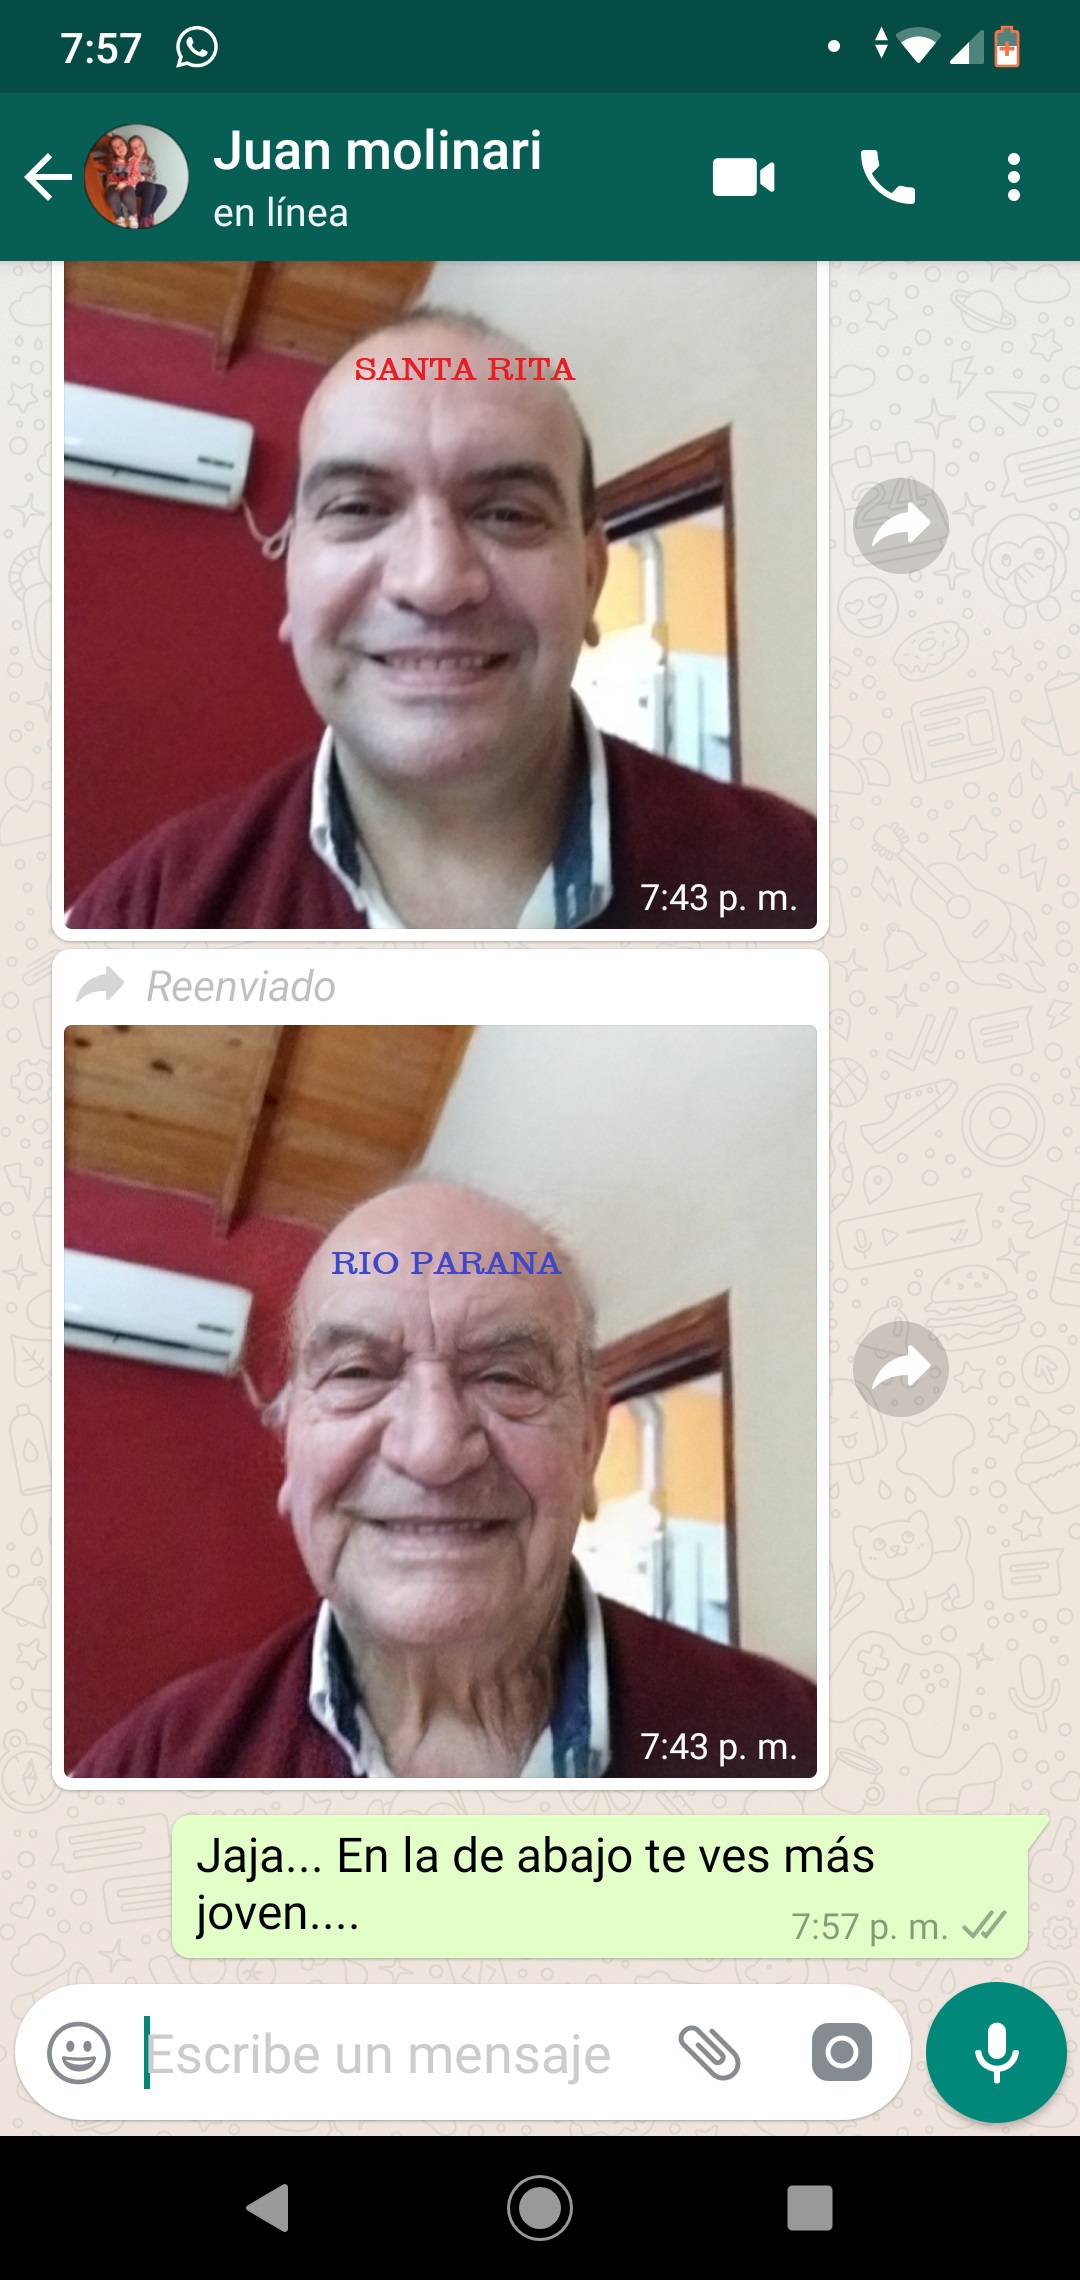 7:57
Juan molinari
en línea
SANTA RITA
7:43 p. m.
Reenviado
RIO PARANA
7:43 p. m.
Jaja... En la de abajo te ves más
joven....
7:57 p. m.
Escribe un mensaje